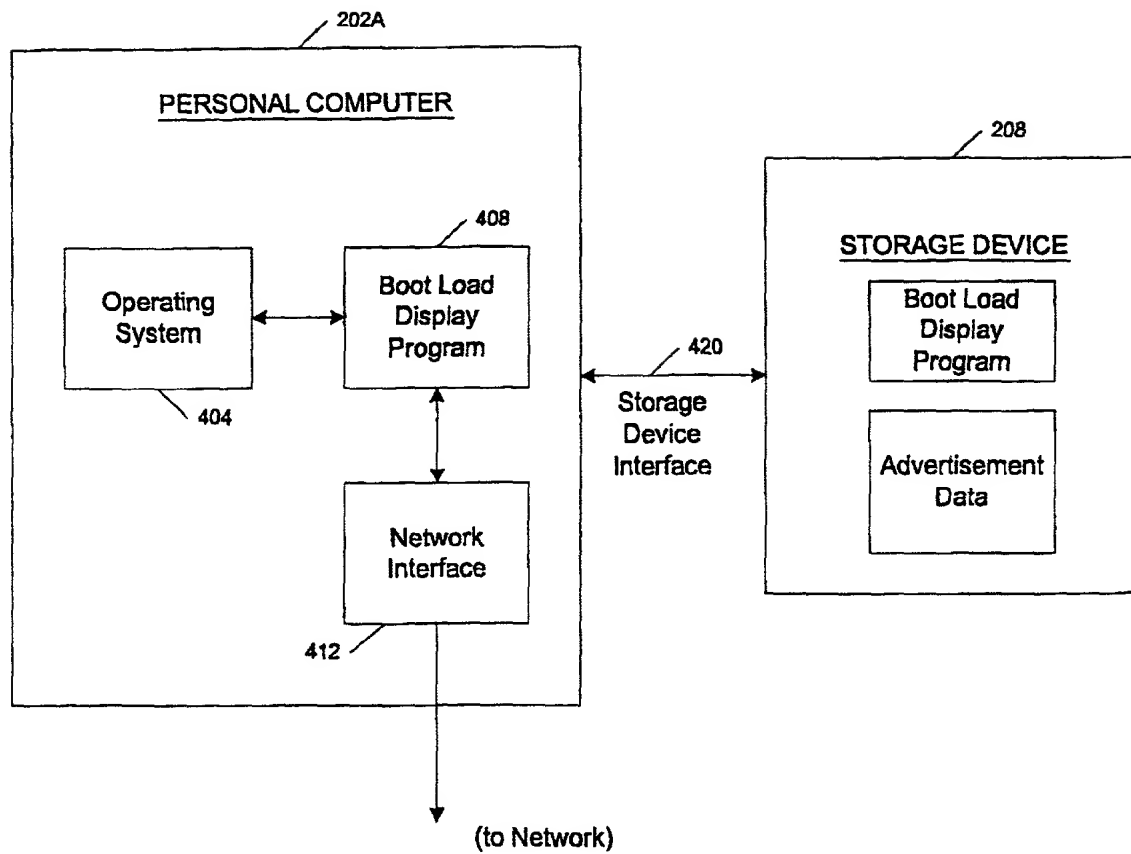 202A
PERSONAL COMPUTER
208
408
STORAGE DEVICE
Operating
System
Boot Load
Display
Program
Boot Load
Display
Program
420
404
Storage
Device
Interface
Advertisement
Data
Network
Interface
412
(to Network)